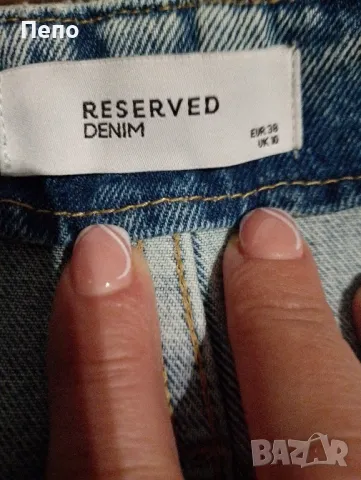 Пепо
RESERVED
DENIM
EUR 38
UK 10
BAZAR